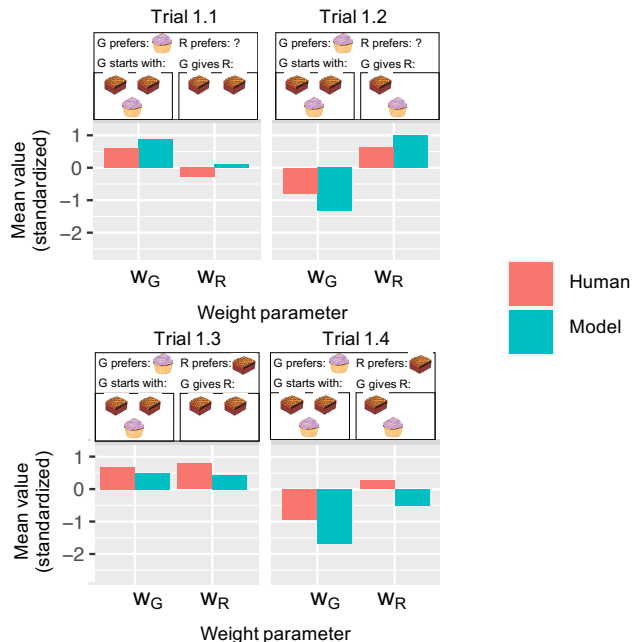 Trial 1.1 Trial 1.2
G prefers: R prefers: ? G prefers: R prefers: ?
G starts with: G gives R: G starts with: G gives R:
Mean value
(standardized)
1
0
−1
−2
wG wR wG wR
Weight parameter
Human
Model
Trial 1.3 Trial 1.4
G prefers: R prefers: G prefers: R prefers:
G starts with: G gives R: G starts with: G gives R:
Mean value
(standardized)
1
0
−1
−2
wG wR wG wR
Weight parameter